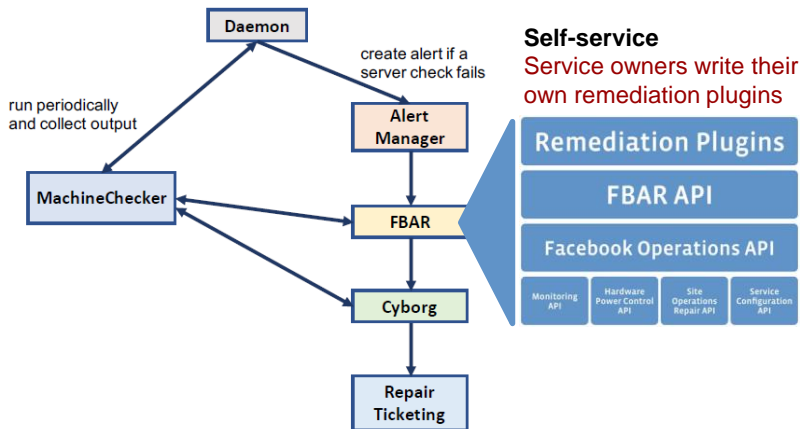 Daemon
create alert if a
server check fails
run periodically
and collect output
Alert
Manager
MachineChecker
FBAR
Cyborg
Repair
Ticketing
Self-service
Service owners write their
own remediation plugins
Remediation Plugins
FBAR API
Facebook Operations API
Monitoring
API
Hardware
Power Control
API
Site
Operations
Repair API
Service
Configuration
API